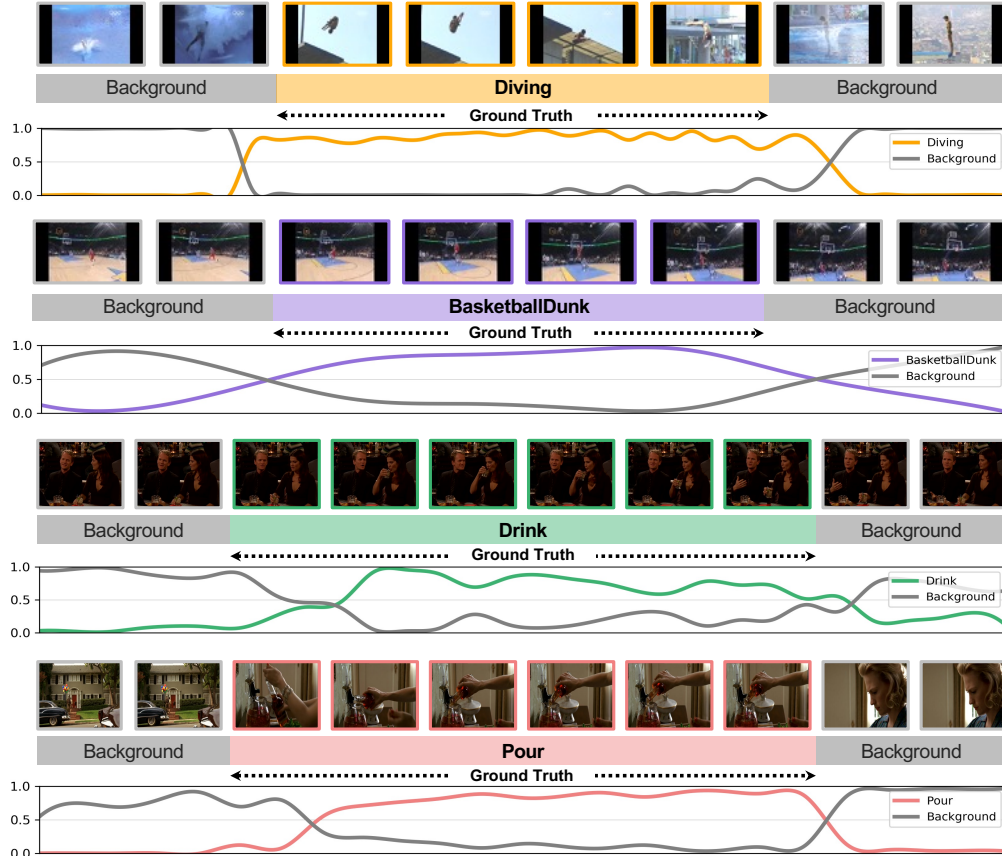 Background Diving Background
Ground Truth
1.0
0.5
0.0
Diving
Background
Background BasketballDunk Background
Ground Truth
1.0
0.5
0.0
BasketballDunk
Background
Background Drink Background
Ground Truth
1.0
0.5
0.0
Drink
Background
Background Pour Background
Ground Truth
1.0
0.5
0.0
Pour
Background